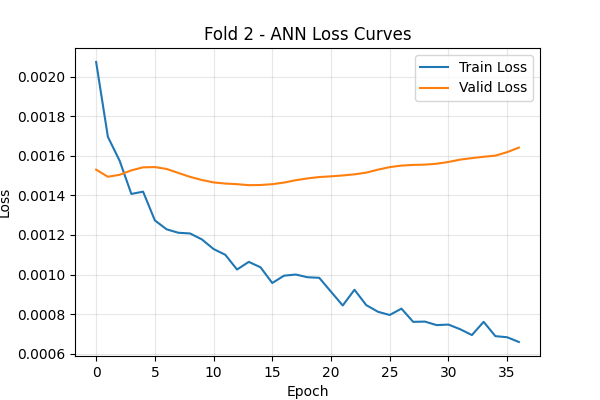 Fold 2 - ANN Loss Curves
Train Loss
Valid Loss
0.0020
0.0018
0.0016
0.0014
0.0012
0.0010
0.0008
0.0006
Loss
0 5 10 15 20 25 30 35
Epoch